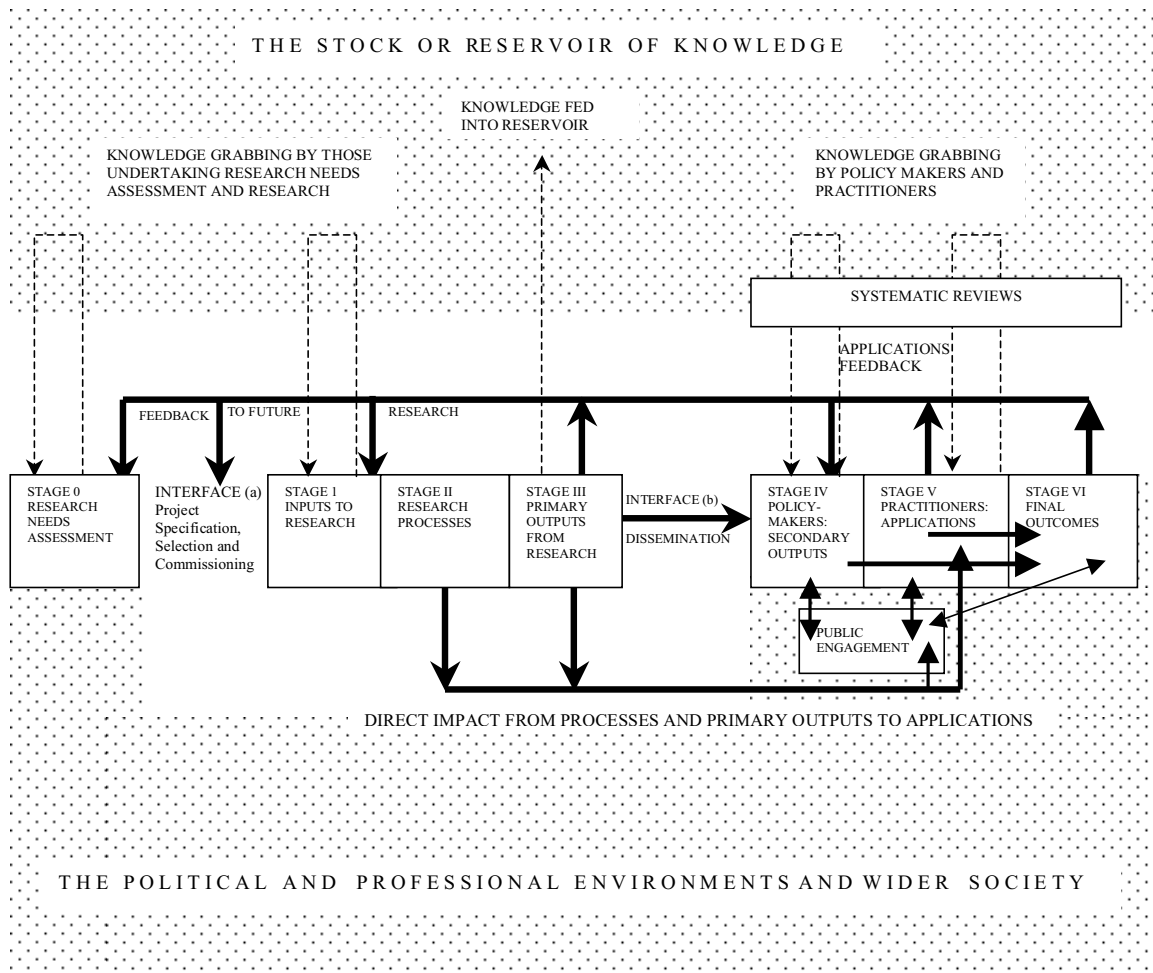 THE STOCK OR RESERVOIR OF KNOWLEDGE
KNOWLEDGE FED
INTO RESERVOIR
KNOWLEDGE GRABBING BY THOSE
UNDERTAKING RESEARCH NEEDS
ASSESSMENT AND RESEARCH
KNOWLEDGE GRABBING
BY POLICY MAKERS AND
PRACTITIONERS
SYSTEMATIC REVIEWS
APPLICATIONS
FEEDBACK
FEEDBACK TO FUTURE RESEARCH
STAGE 0
RESEARCH
NEEDS
ASSESSMENT
INTERFACE (a)
Project
Specification,
Selection and
Commissioning
STAGE 1
INPUTS TO
RESEARCH
STAGE II
RESEARCH
PROCESSES
STAGE III
PRIMARY
OUTPUTS
FROM
RESEARCH
INTERFACE (b)
DISSEMINATION
STAGE IV
POLICY-
MAKERS:
SECONDARY
OUTPUTS
STAGE V
PRACTITIONERS:
APPLICATIONS
STAGE VI
FINAL
OUTCOMES
PUBLIC
ENGAGEMENT
DIRECT IMPACT FROM PROCESSES AND PRIMARY OUTPUTS TO APPLICATIONS
THE POLITICAL AND PROFESSIONAL ENVIRONMENTS AND WIDER SOCIETY